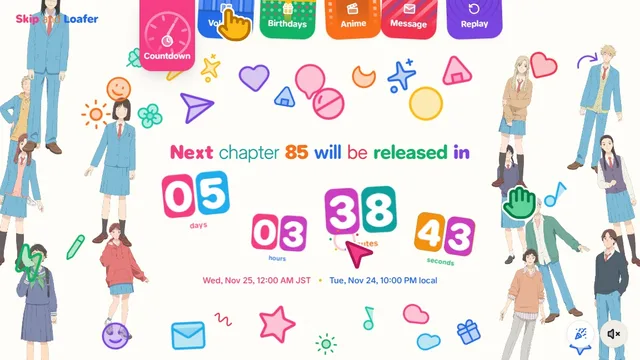 Skip and Loafer
Countdown
Birthdays
Anime
Message
Replay
Next chapter 85 will be released in
05
days
03
hours
38
43
seconds
Wed, Nov 25, 12:00 AM JST • Tue, Nov 24, 10:00 PM local